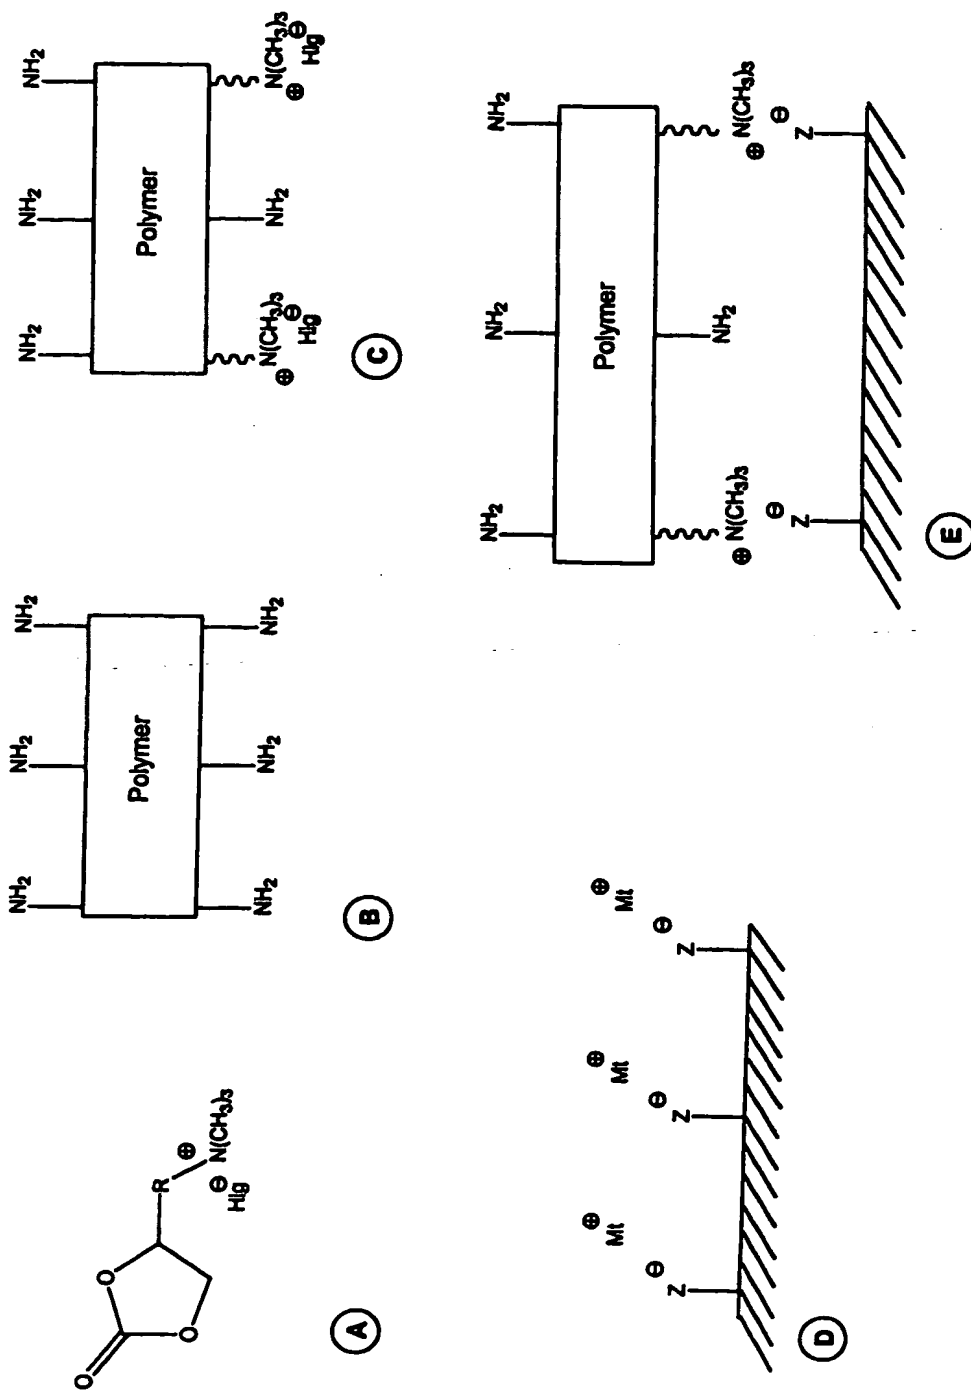 O
O
O
R
⊕
N(CH3)3
⊖
Hlg
A
NH2 NH2 NH2
Polymer
NH2 NH2 NH2
B
NH2 NH2 NH2
Polymer
N(CH3)3 NH2 N(CH3)3
⊕ ⊖ ⊕ ⊖
Hlg Hlg
C
⊕ ⊕ ⊕
Mt Mt Mt
⊖ ⊖ ⊖
Z Z Z
D
NH2 NH2 NH2
Polymer
NH2
⊕ N(CH3)3 ⊕ N(CH3)3
⊖ ⊖
Z Z
E